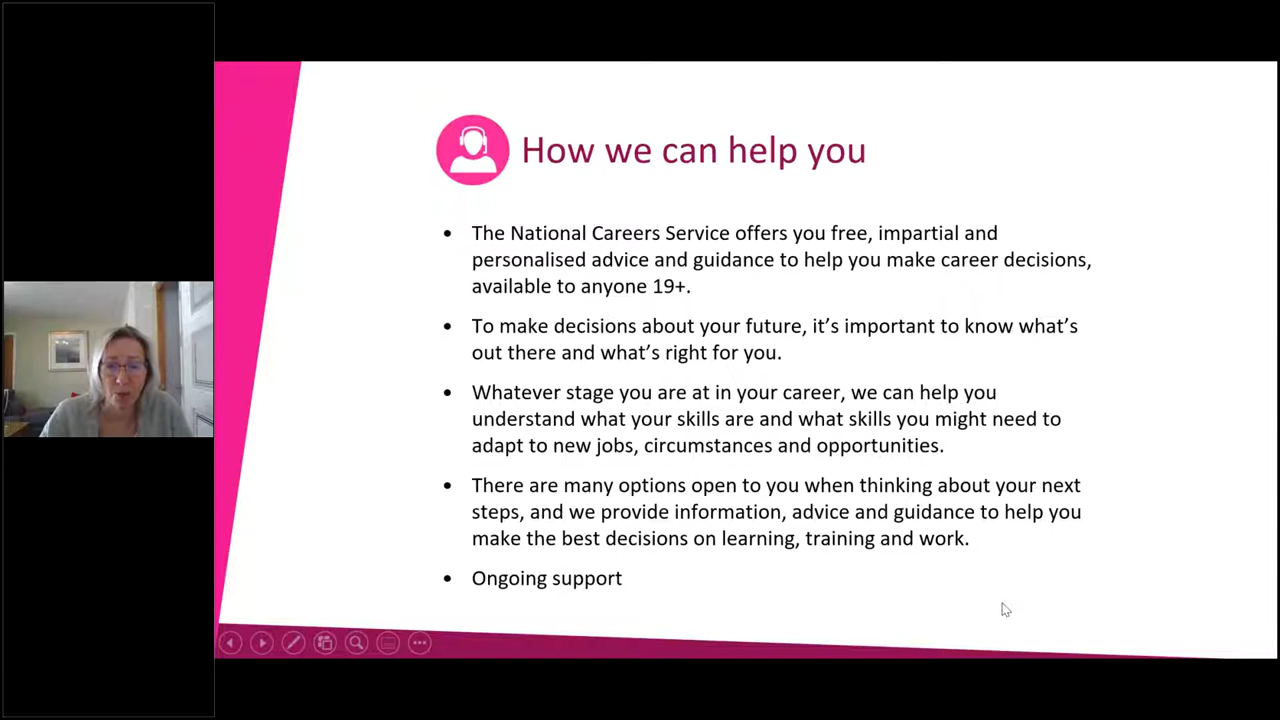 How we can help you
• The National Careers Service offers you free, impartial and
personalised advice and guidance to help you make career decisions,
available to anyone 19+.
• To make decisions about your future, it’s important to know what’s
out there and what’s right for you.
• Whatever stage you are at in your career, we can help you
understand what your skills are and what skills you might need to
adapt to new jobs, circumstances and opportunities.
• There are many options open to you when thinking about your next
steps, and we provide information, advice and guidance to help you
make the best decisions on learning, training and work.
• Ongoing support